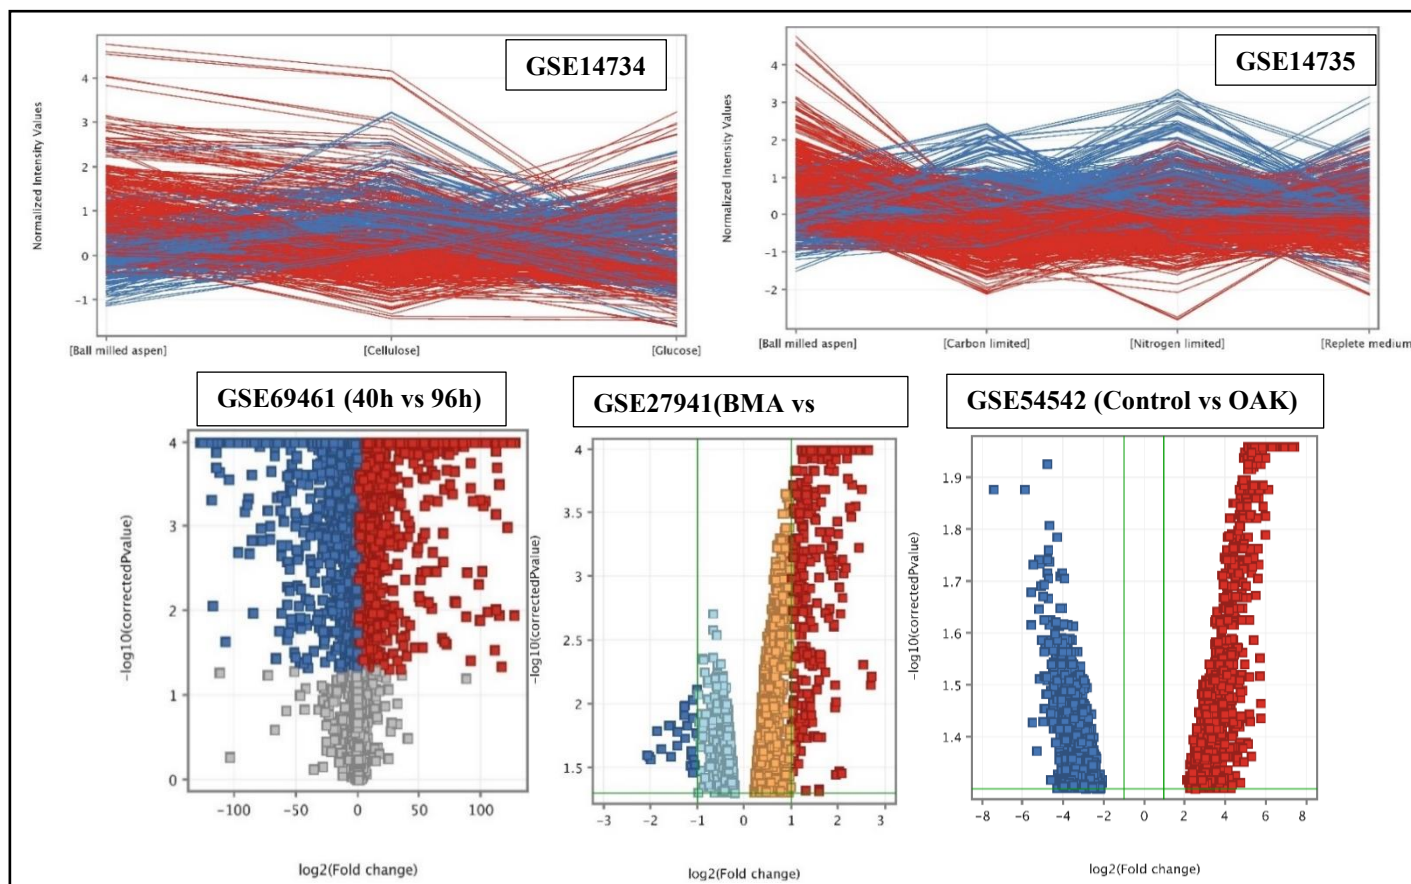 GSE14734
Normalized Intensity Values
4
3
2
1
0
-1
[Ball milled aspen]
[Cellulose]
[Glucose]
GSE14735
Normalized Intensity Values
4
3
2
1
0
-1
-2
[Ball milled aspen]
[Carbon limited]
[Nitrogen limited]
[Replete medium
GSE69461 (40h vs 96h)
-log10(correctedPvalue)
4
3
2
1
0
-100
-50
0
50
100
log2(Fold change)
GSE27941(BMA vs
-log10(correctedPvalue)
4
3.5
3
2.5
2
1.5
-3
-2
-1
0
1
2
3
log2(Fold change)
GSE54542 (Control vs OAK)
-log10(correctedPvalue)
1.9
1.8
1.7
1.6
1.5
1.4
-8
-6
-4
-2
0
2
4
6
8
log2(Fold change)